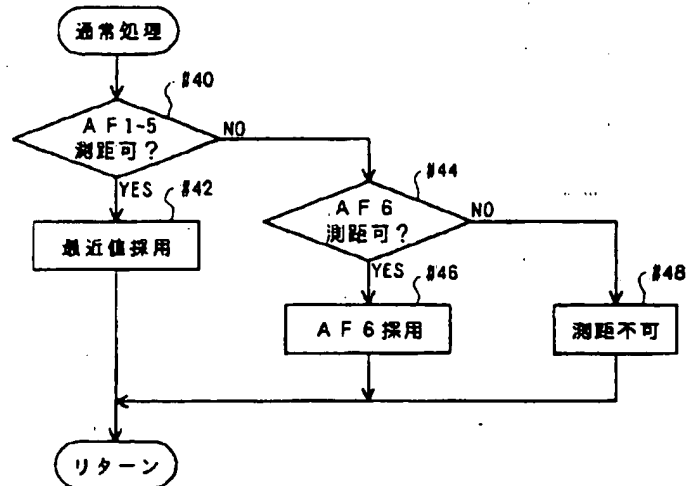 通常処理
#40
AF1-5
測距可?
NO
YES
#42
最近値採用
#44
AF6
測距可?
NO
YES
#46
AF6採用
#48
測距不可
リターン